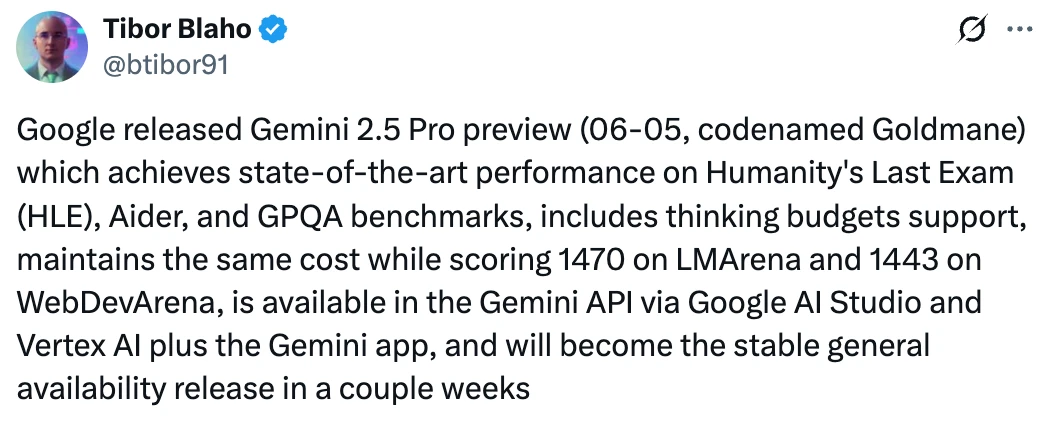 Tibor Blaho
@btibor91
Google released Gemini 2.5 Pro preview (06-05, codenamed Goldmane)
which achieves state-of-the-art performance on Humanity's Last Exam
(HLE), Aider, and GPQA benchmarks, includes thinking budgets support,
maintains the same cost while scoring 1470 on LMArena and 1443 on
WebDevArena, is available in the Gemini API via Google AI Studio and
Vertex AI plus the Gemini app, and will become the stable general
availability release in a couple weeks